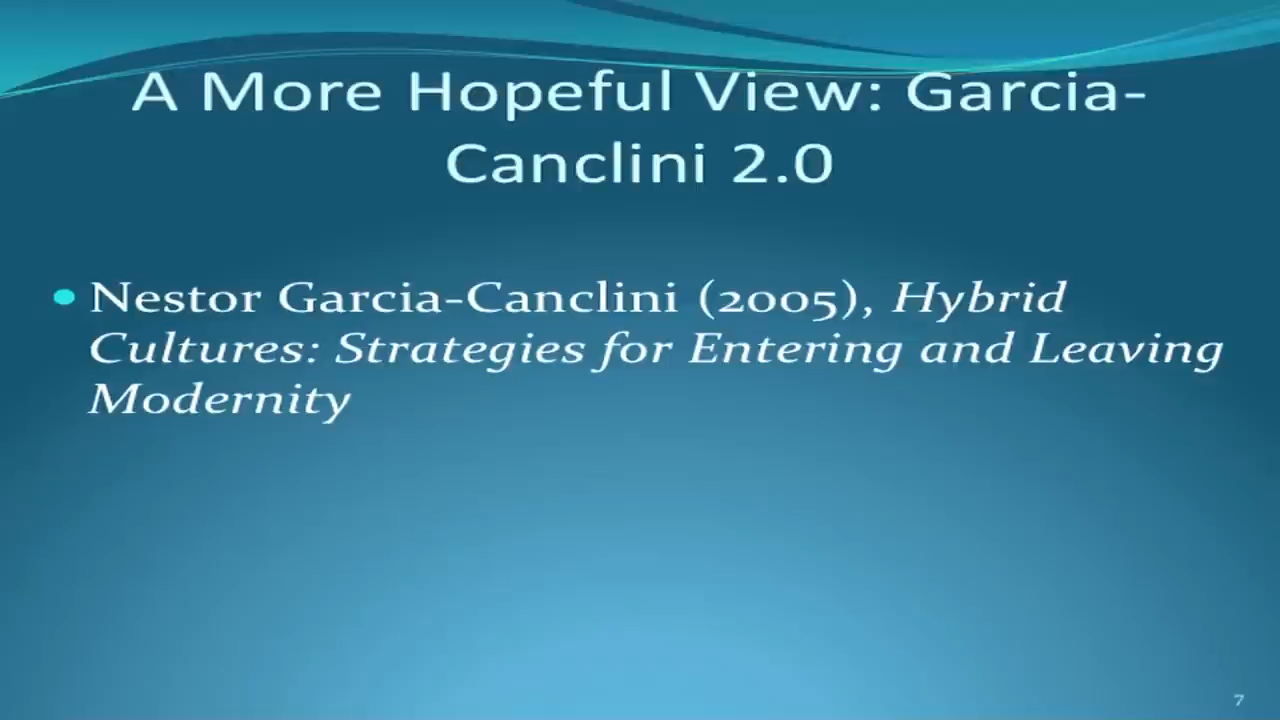 A More Hopeful View: Garcia-
Canclini 2.0
• Nestor Garcia-Canclini (2005), Hybrid
Cultures: Strategies for Entering and Leaving
Modernity
7